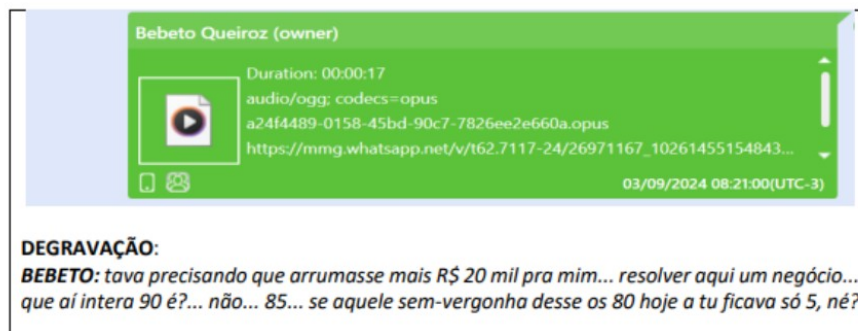 Bebeto Queiroz (owner)
Duration: 00:00:17
audio/ogg; codecs=opus
a24f4489-0158-45bd-90c7-7826ee2e660a.opus
https://mmg.whatsapp.net/v/t62.7117-24/26971167_10261455154843...
03/09/2024 08:21:00(UTC-3)
DEGRAVAÇÃO:
BEBETO: tava precisando que arrumasse mais R$ 20 mil pra mim... resolver aqui um negócio...
que aí intera 90 é?... não... 85... se aquele sem-vergonha desse os 80 hoje a tu ficava só 5, né?